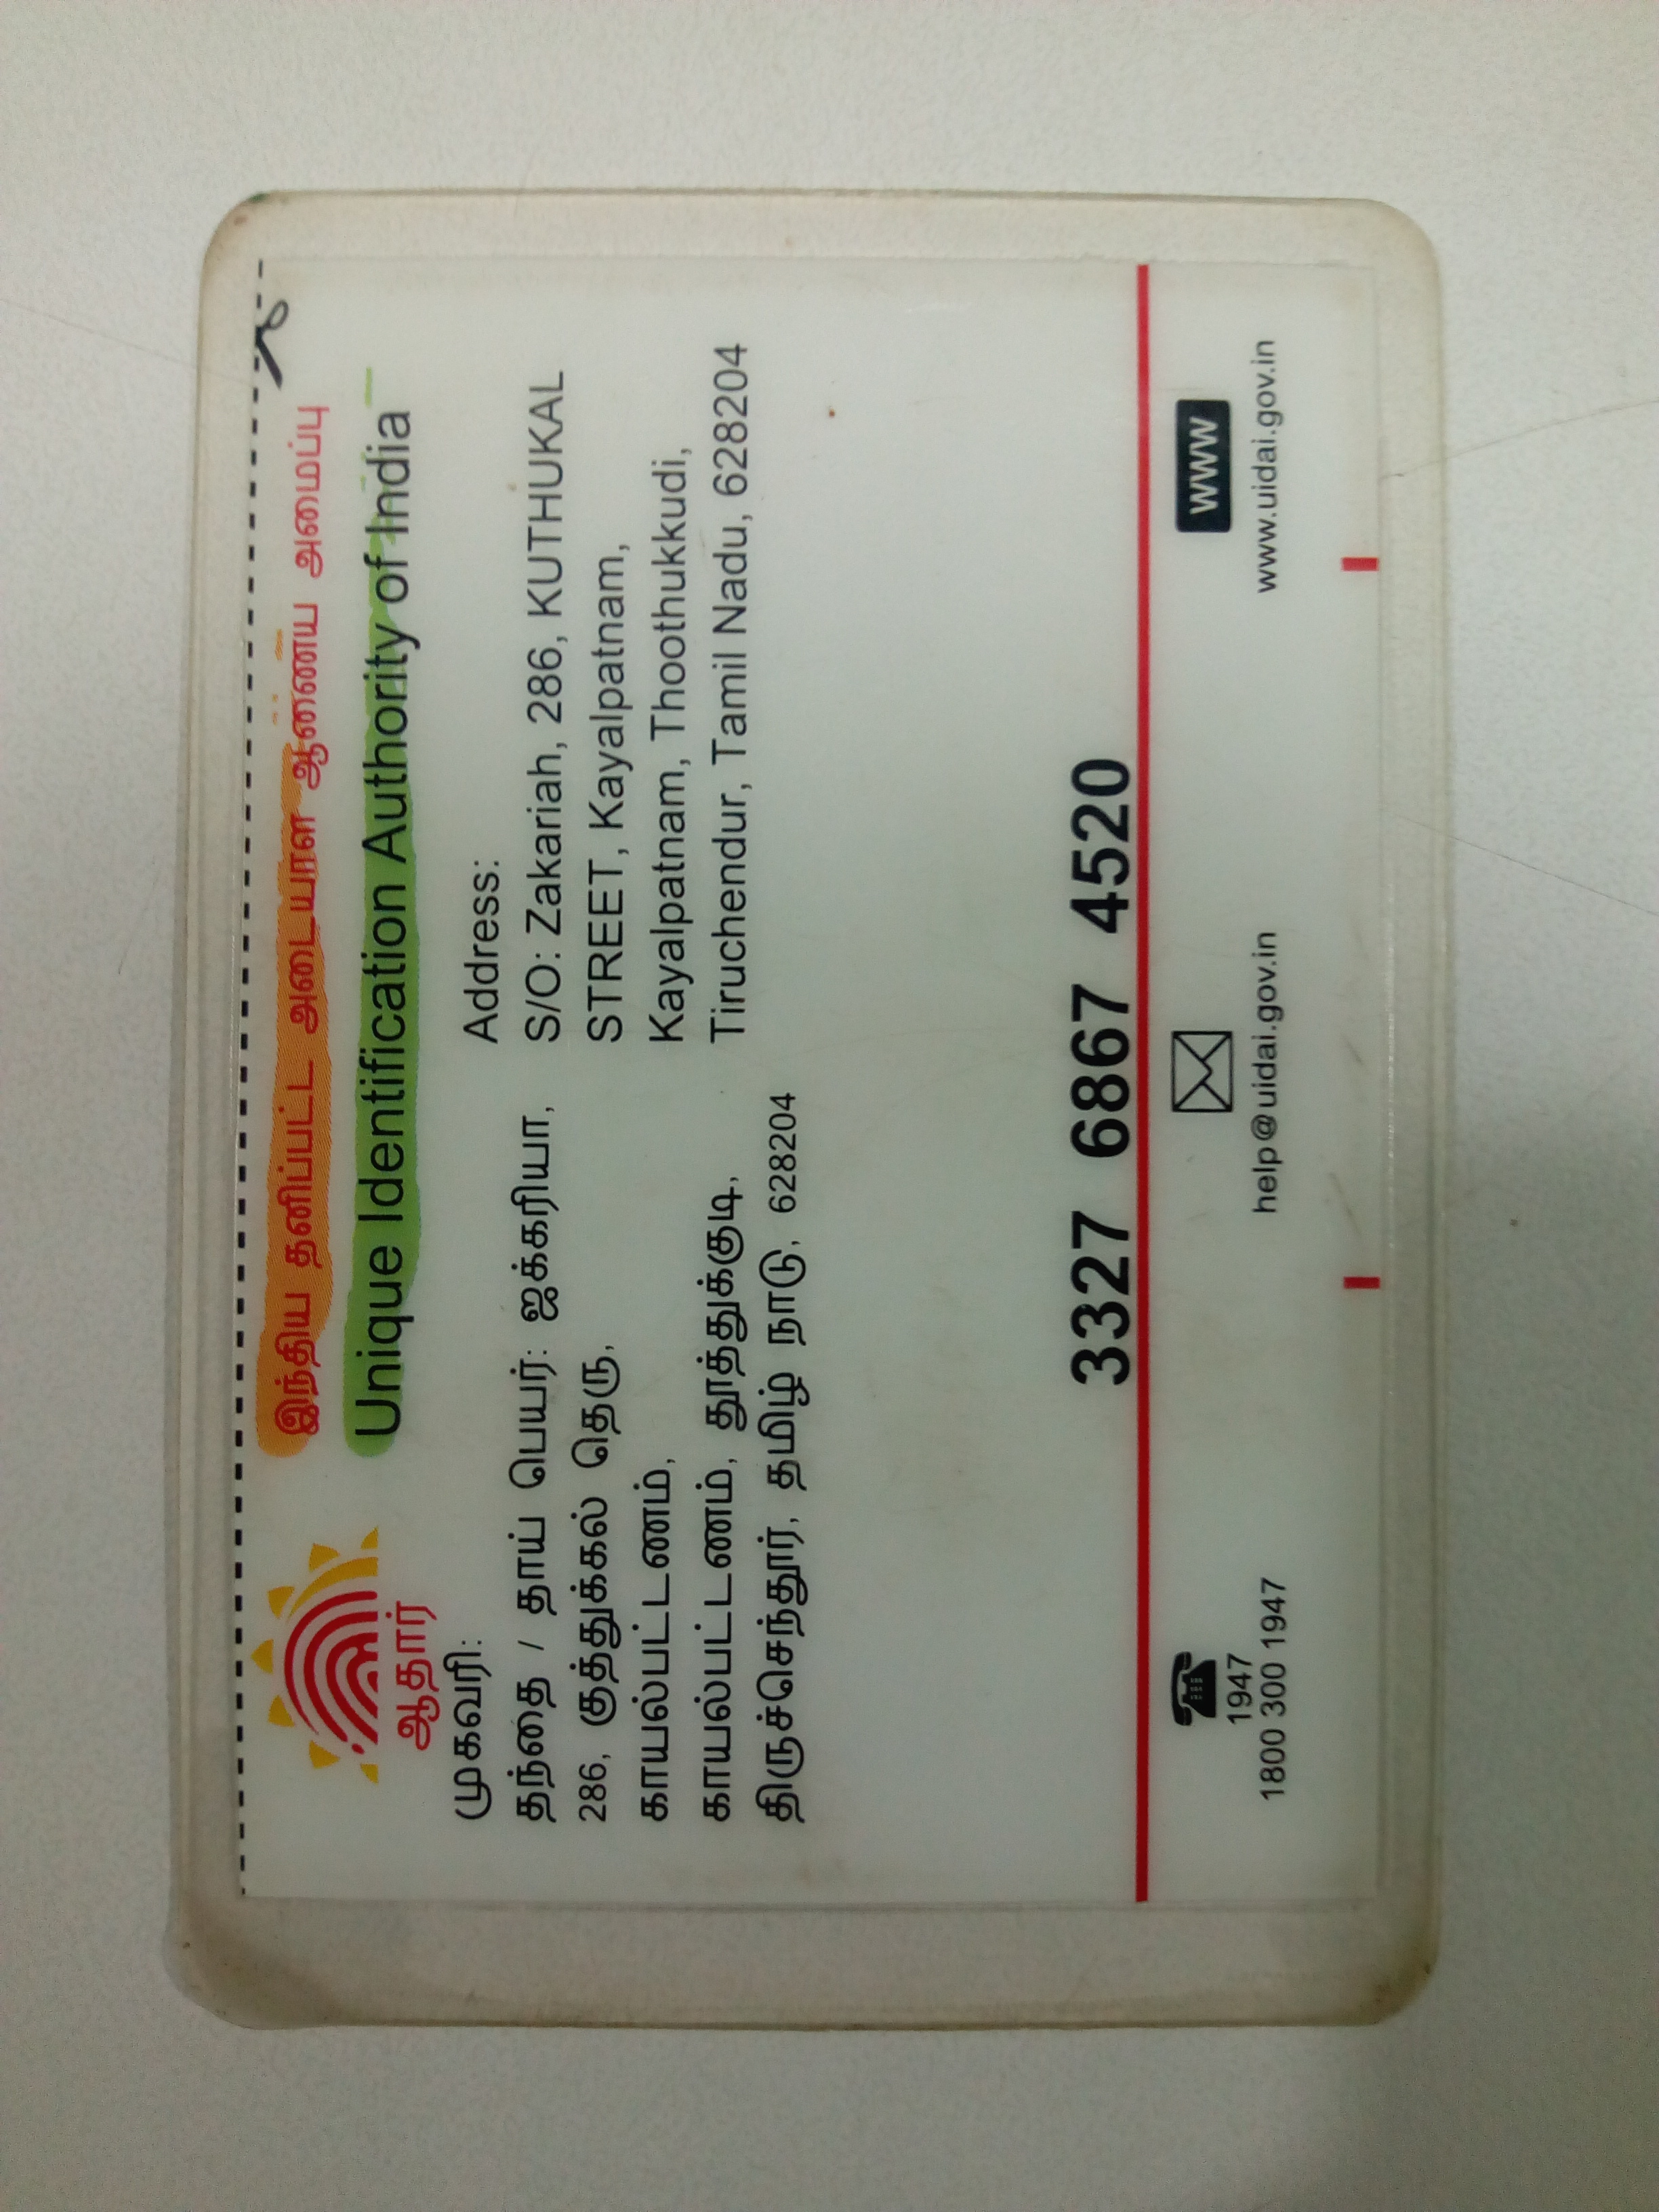 இந்திய தனிப்பட்ட அடையாள ஆணைய அமைப்பு
Unique Identification Authority of India
ஆதார்
முகவரி:
தந்தை / தாய் பெயர்: ஜக்கரியா,
286, குத்துக்கல் தெரு,
காயல்பட்டணம்,
காயல்பட்டணம், தூத்துக்குடி,
திருச்செந்தூர், தமிழ் நாடு, 628204
Address:
S/O: Zakariah, 286, KUTHUKAL
STREET, Kayalpatnam,
Kayalpatnam, Thoothukkudi,
Tiruchendur, Tamil Nadu, 628204
3327 6867 4520
1947
1800 300 1947
help@uidai.gov.in
www
www.uidai.gov.in